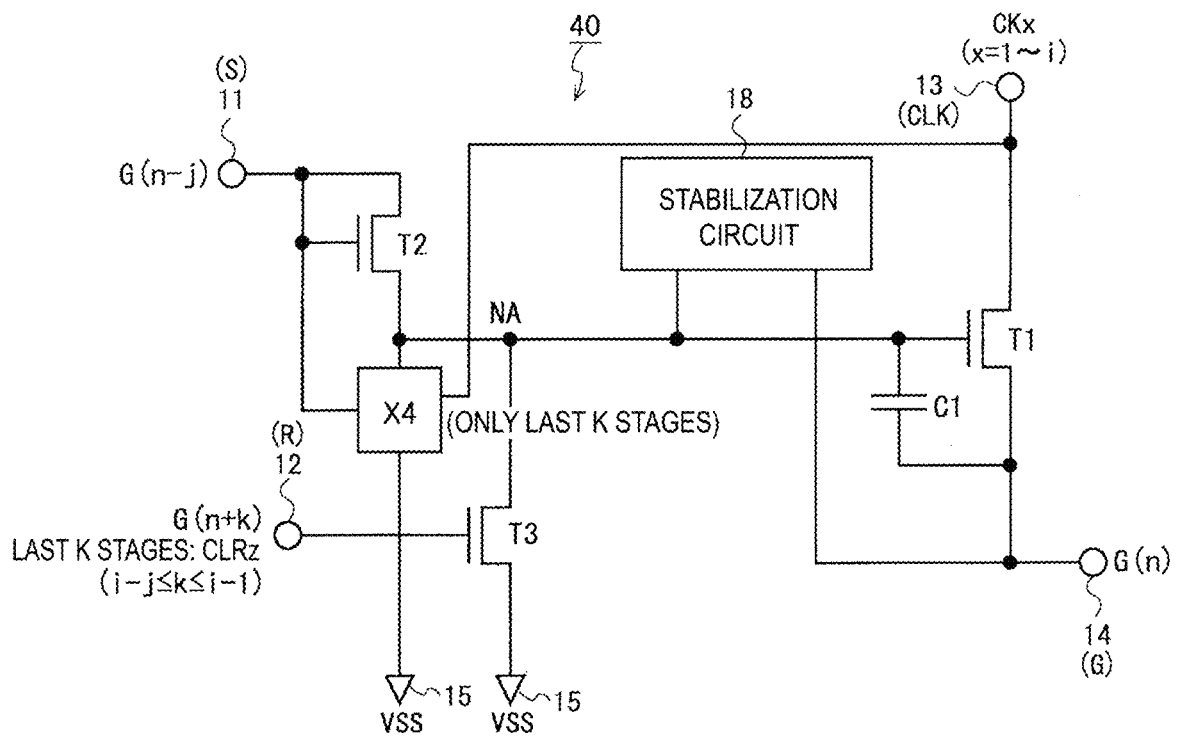 40
CKx
(x=1～i)
13
(CLK)
(S)
11
G(n-j)
18
STABILIZATION
CIRCUIT
T2
NA
T1
X4
(ONLY LAST K STAGES)
C1
(R)
12
G(n+k)
LAST K STAGES: CLRz
(i-j≤k≤i-1)
T3
G(n)
14
(G)
15
15
VSS
VSS